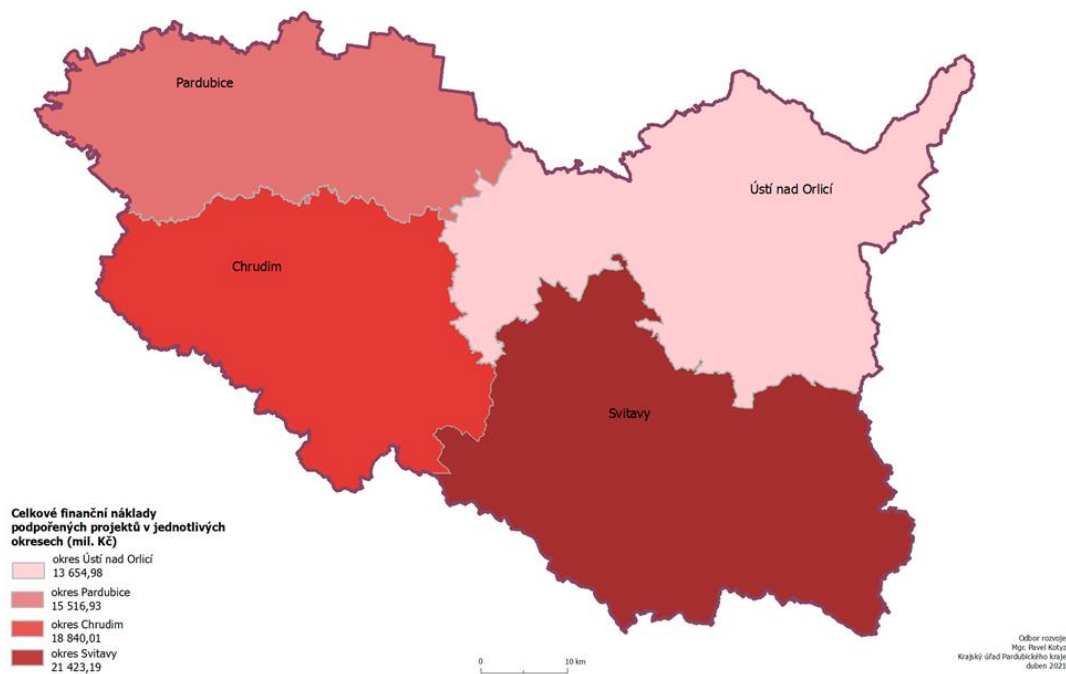 Pardubice
Ústí nad Orlicí
Chrudim
Svitavy
Celkové finanční náklady
podpořených projektů v jednotlivých
okresech (mil. Kč)
okres Ústí nad Orlicí
13 654,98
okres Pardubice
15 516,93
okres Chrudim
18 840,01
okres Svitavy
21 423,19
0 10 km
Odbor rozvoje
Mgr. Pavel Kotyz
Krajský úřad Pardubického kraje
duben 2021